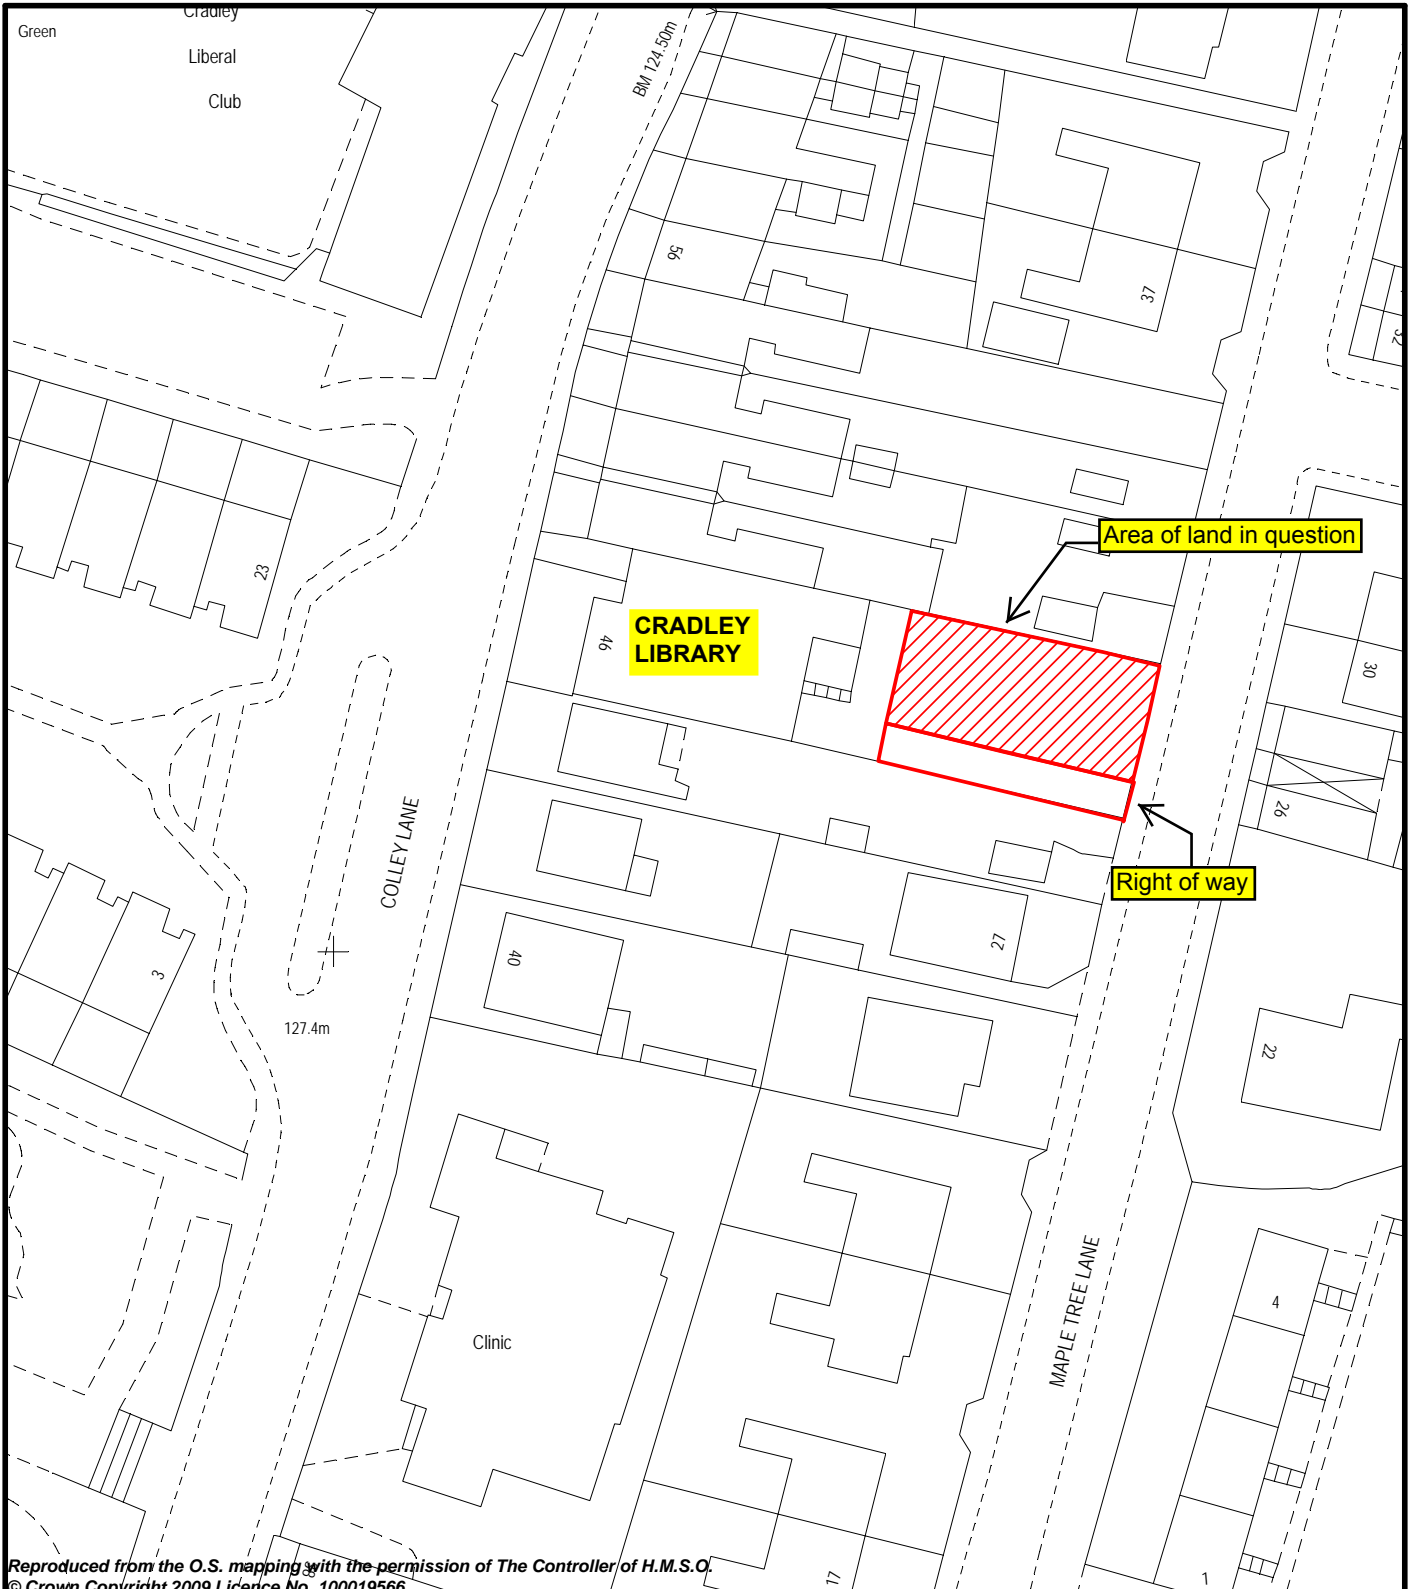 Cradley
Green
Liberal
Club
BM 124.50m
56
37
32
23
Area of land in question
CRADLEY
LIBRARY
46
30
26
COLLEY LANE
Right of way
40
27
3
127.4m
22
MAPLE TREE LANE
4
Clinic
17
1
Reproduced from the O.S. mapping with the permission of The Controller of H.M.S.O.
© Crown Copyright 2009 Licence No. 100019566